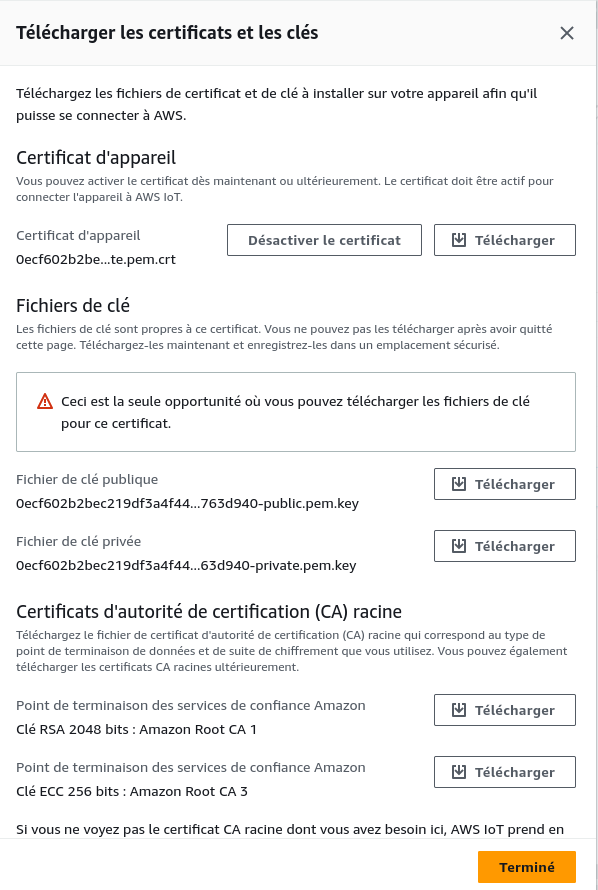 Télécharger les certificats et les clés
Téléchargez les fichiers de certificat et de clé à installer sur votre appareil afin qu'il
puisse se connecter à AWS.
Certificat d'appareil
Vous pouvez activer le certificat dès maintenant ou ultérieurement. Le certificat doit être actif pour
connecter l'appareil à AWS IoT.
Certificat d'appareil
0ecf602b2be...te.pem.crt
Désactiver le certificat
Télécharger
Fichiers de clé
Les fichiers de clé sont propres à ce certificat. Vous ne pouvez pas les télécharger après avoir quitté
cette page. Téléchargez-les maintenant et enregistrez-les dans un emplacement sécurisé.
Ceci est la seule opportunité où vous pouvez télécharger les fichiers de clé
pour ce certificat.
Fichier de clé publique
0ecf602b2bec219df3a4f44...763d940-public.pem.key
Télécharger
Fichier de clé privée
0ecf602b2bec219df3a4f44...63d940-private.pem.key
Télécharger
Certificats d'autorité de certification (CA) racine
Téléchargez le fichier de certificat d'autorité de certification (CA) racine qui correspond au type de
point de terminaison de données et de suite de chiffrement que vous utilisez. Vous pouvez également
télécharger les certificats CA racines ultérieurement.
Point de terminaison des services de confiance Amazon
Clé RSA 2048 bits : Amazon Root CA 1
Télécharger
Point de terminaison des services de confiance Amazon
Clé ECC 256 bits : Amazon Root CA 3
Télécharger
Si vous ne voyez pas le certificat CA racine dont vous avez besoin ici, AWS IoT prend en
Terminé